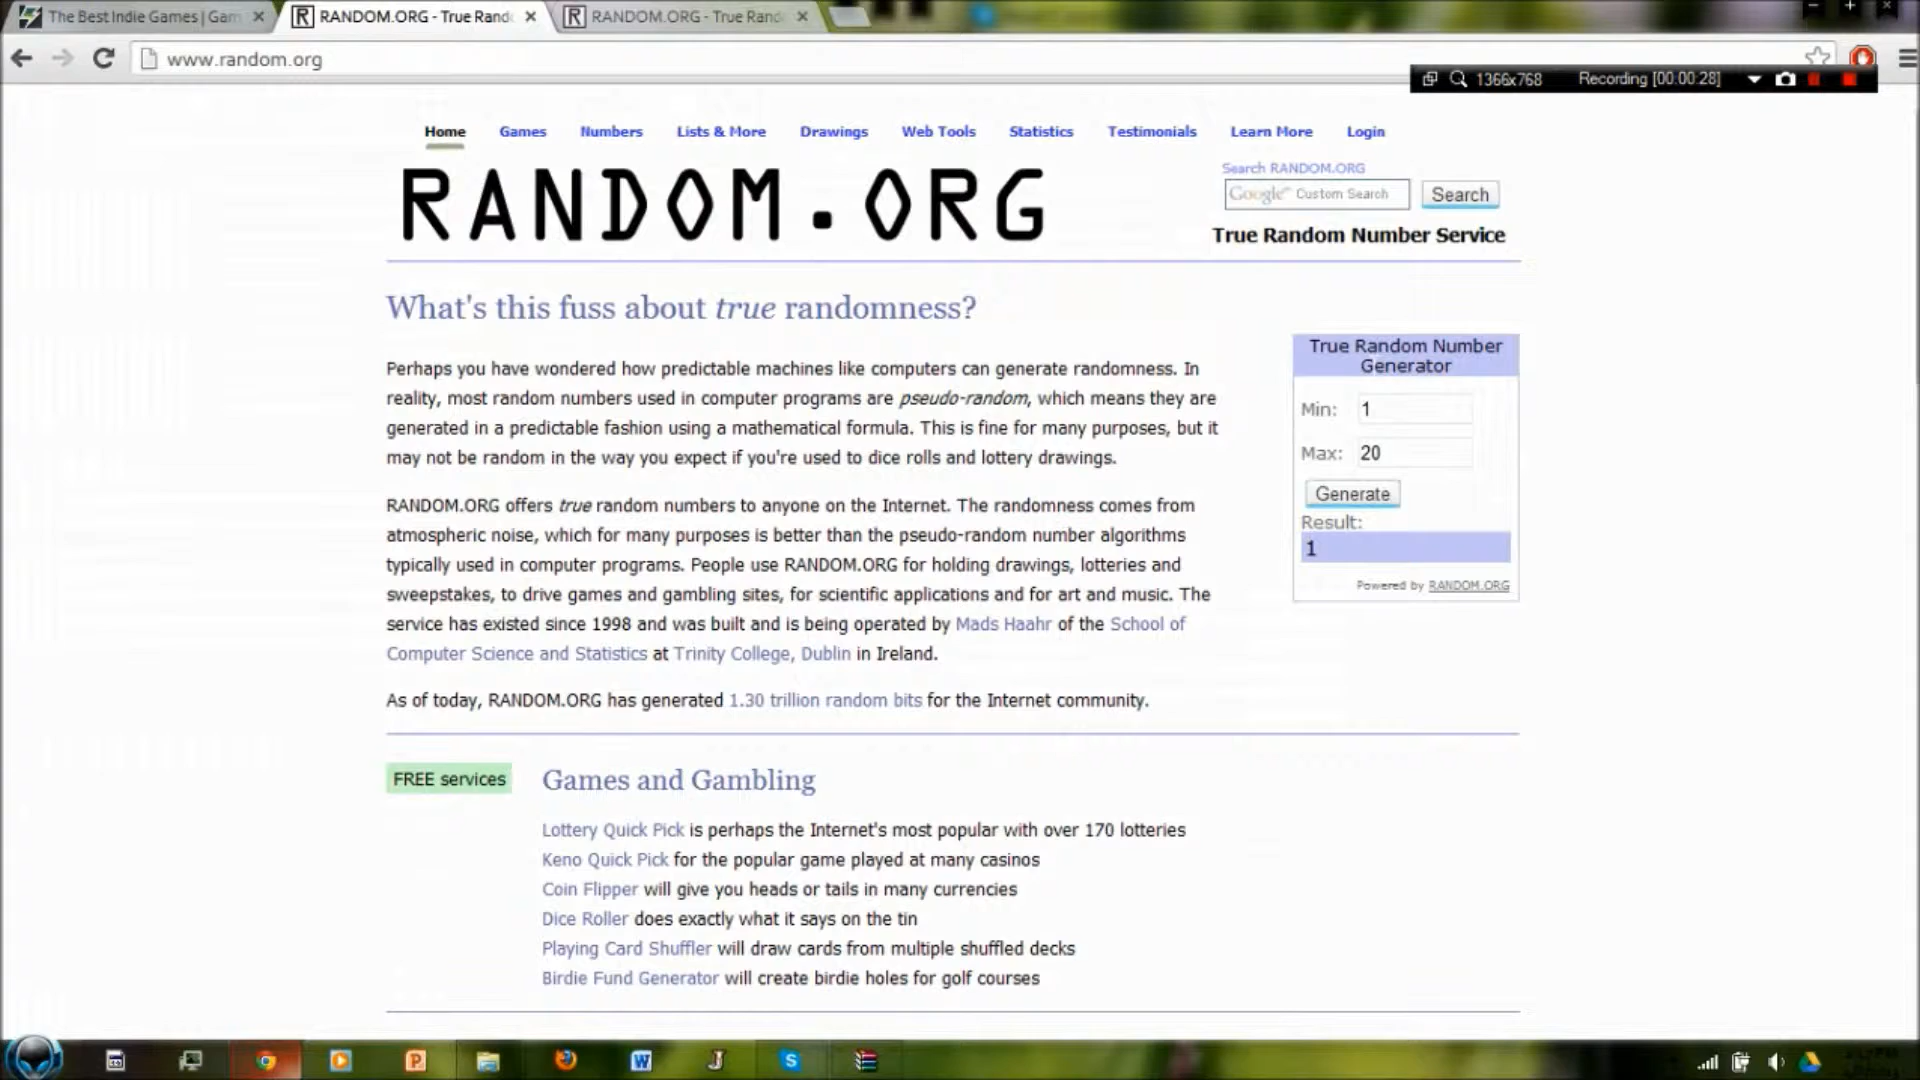 The Best Indie Games | Gam
RANDOM.ORG - True Rand
RANDOM.ORG - True Rand
www.random.org
1366x768 Recording [00:00:28]
Home Games Numbers Lists & More Drawings Web Tools Statistics Testimonials Learn More Login
RANDOM.ORG
Search RANDOM.ORG
Google™ Custom Search Search
True Random Number Service
What's this fuss about true randomness?
Perhaps you have wondered how predictable machines like computers can generate randomness. In
reality, most random numbers used in computer programs are pseudo-random, which means they are
generated in a predictable fashion using a mathematical formula. This is fine for many purposes, but it
may not be random in the way you expect if you're used to dice rolls and lottery drawings.
RANDOM.ORG offers true random numbers to anyone on the Internet. The randomness comes from
atmospheric noise, which for many purposes is better than the pseudo-random number algorithms
typically used in computer programs. People use RANDOM.ORG for holding drawings, lotteries and
sweepstakes, to drive games and gambling sites, for scientific applications and for art and music. The
service has existed since 1998 and was built and is being operated by Mads Haahr of the School of
Computer Science and Statistics at Trinity College, Dublin in Ireland.
As of today, RANDOM.ORG has generated 1.30 trillion random bits for the Internet community.
True Random Number
Generator
Min: 1
Max: 20
Generate
Result:
1
Powered by RANDOM.ORG
FREE services
Games and Gambling
Lottery Quick Pick is perhaps the Internet's most popular with over 170 lotteries
Keno Quick Pick for the popular game played at many casinos
Coin Flipper will give you heads or tails in many currencies
Dice Roller does exactly what it says on the tin
Playing Card Shuffler will draw cards from multiple shuffled decks
Birdie Fund Generator will create birdie holes for golf courses